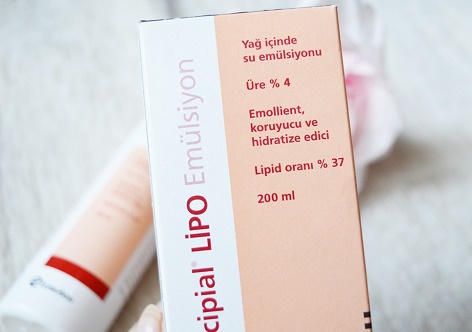 cipial® LİPO Emülsiyon
Yağ içinde
su emülsiyonu
Üre % 4
Emollient,
koruyucu ve
hidratize edici
Lipid oranı % 37
200 ml